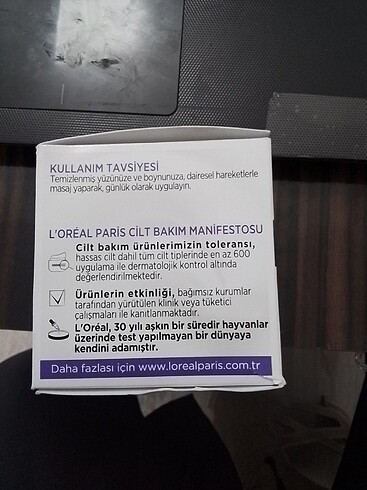 KULLANIM TAVSİYESİ
Temizlenmiş yüzünüze ve boynunuza, dairesel hareketlerle
masaj yaparak, günlük olarak uygulayın.
L'ORÉAL PARİS CİLT BAKIM MANİFESTOSU
Cilt bakım ürünlerimizin toleransı,
hassas cilt dahil tüm cilt tiplerinde en az 600
uygulama ile dermatolojik kontrol altında
değerlendirilmektedir.
Ürünlerin etkinliği, bağımsız kurumlar
tarafından yürütülen klinik veya tüketici
çalışmaları ile kanıtlanmaktadır.
L'Oréal, 30 yılı aşkın bir süredir hayvanlar
üzerinde test yapılmayan bir dünyaya
kendini adamıştır.
Daha fazlası için www.lorealparis.com.tr